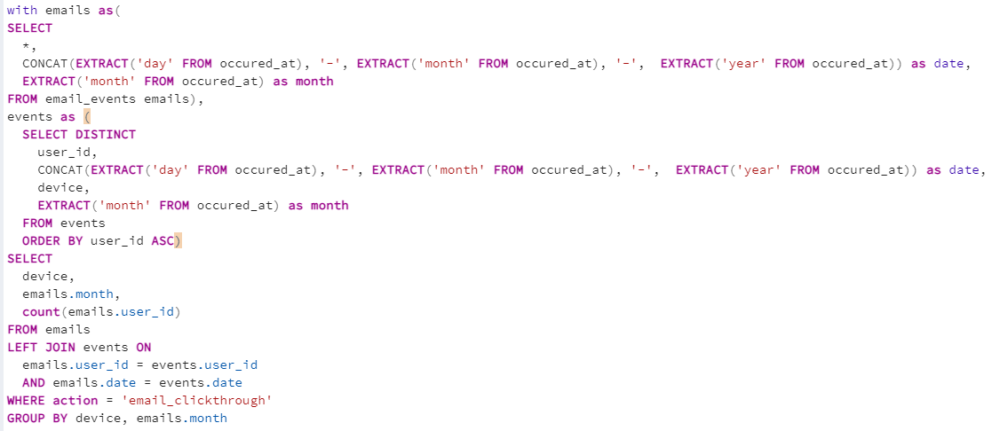 with emails as(
SELECT
*,
CONCAT(EXTRACT('day' FROM occured_at), '-', EXTRACT('month' FROM occured_at), '-', EXTRACT('year' FROM occured_at)) as date,
EXTRACT('month' FROM occured_at) as month
FROM email_events emails),
events as (
SELECT DISTINCT
user_id,
CONCAT(EXTRACT('day' FROM occured_at), '-', EXTRACT('month' FROM occured_at), '-', EXTRACT('year' FROM occured_at)) as date,
device,
EXTRACT('month' FROM occured_at) as month
FROM events
ORDER BY user_id ASC)
SELECT
device,
emails.month,
count(emails.user_id)
FROM emails
LEFT JOIN events ON
emails.user_id = events.user_id
AND emails.date = events.date
WHERE action = 'email_clickthrough'
GROUP BY device, emails.month